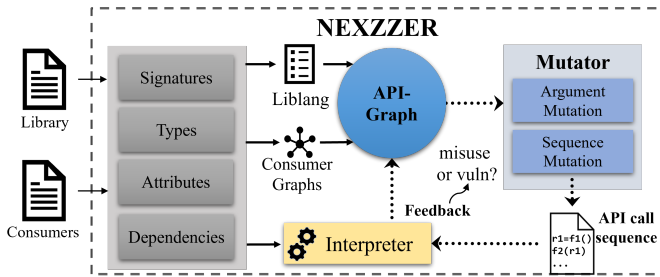 NEXZZER
Library
Consumers
Signatures
Types
Attributes
Dependencies
Liblang
Consumer
Graphs
API-
Graph
Interpreter
misuse
or vuln?
Feedback
Mutator
Argument
Mutation
Sequence
Mutation
r1=f1()
f2(r1)
...
API call
sequence